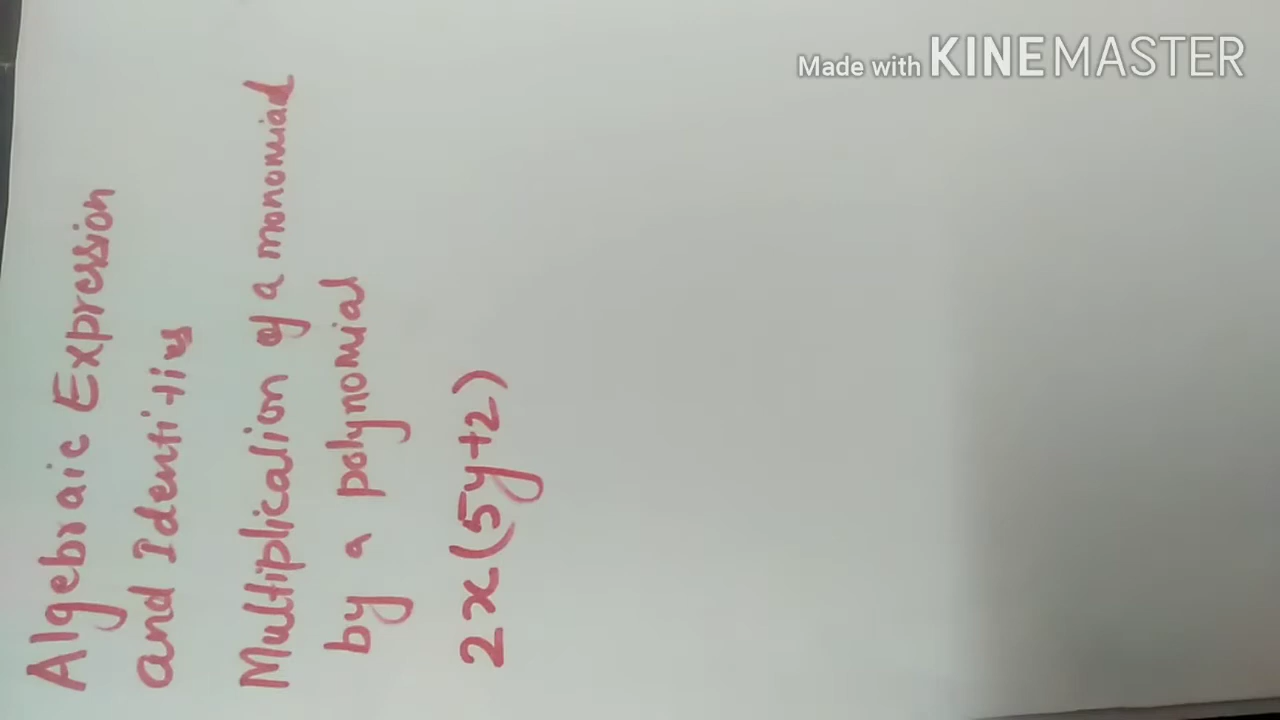 Algebraic Expression
and Identities
Multiplication of a monomial
by a polynomial
2x(5y+2)
Made with KINEMASTER